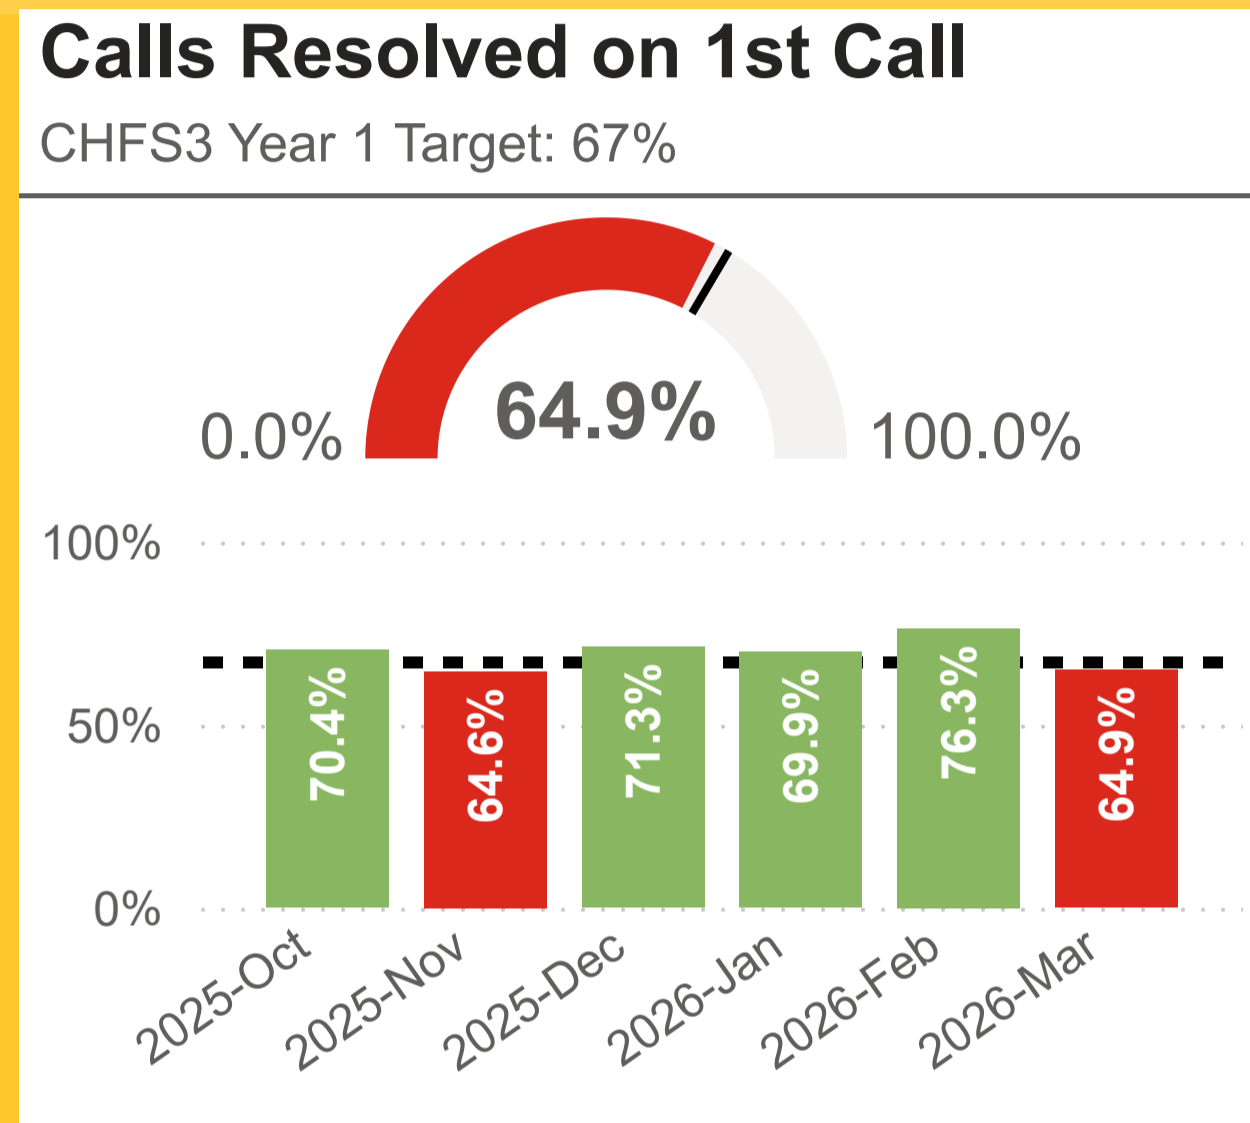 Calls Resolved on 1st Call
CHFS3 Year 1 Target: 67%
64.9%
0.0%
100.0%
100%
50%
0%
70.4%
64.6%
71.3%
69.9%
76.3%
64.9%
2025-Oct
2025-Nov
2025-Dec
2026-Jan
2026-Feb
2026-Mar